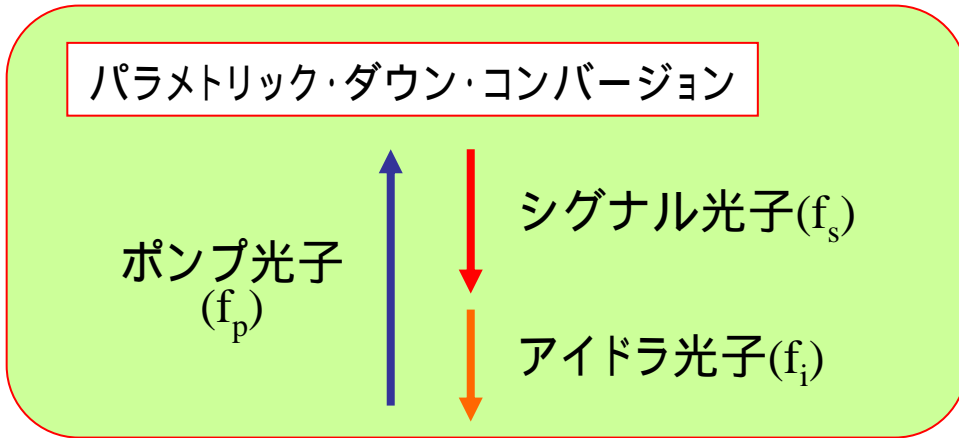 パラメトリック・ダウン・コンバージョン
ポンプ光子
(fp)
シグナル光子(fs)
アイドラ光子(fi)